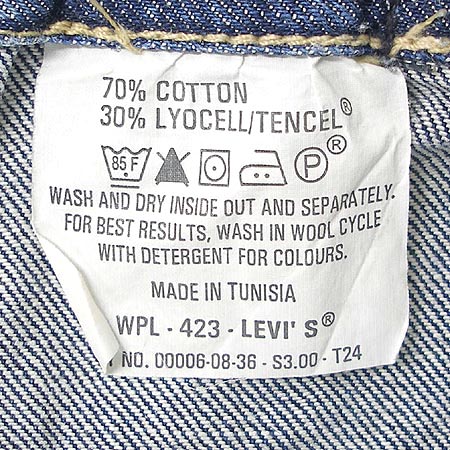 70% COTTON
30% LYOCELL/TENCEL®
85 F P®
WASH AND DRY INSIDE OUT AND SEPARATELY.
FOR BEST RESULTS, WASH IN WOOL CYCLE
WITH DETERGENT FOR COLOURS.
MADE IN TUNISIA
WPL - 423 - LEVI' S®
NO. 00006-08-36 - S3.00 - T24